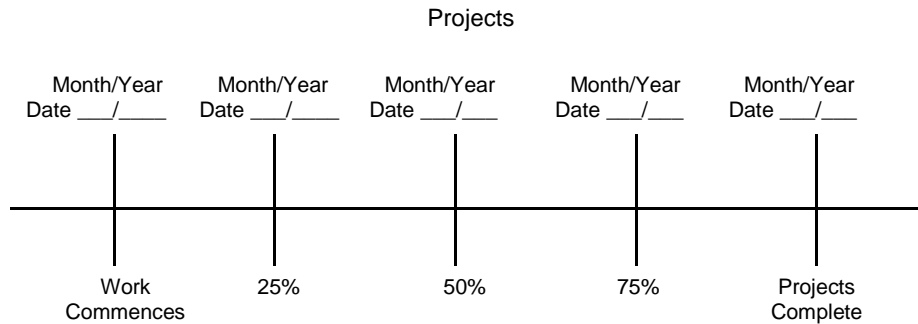 Projects
Month/Year Month/Year Month/Year Month/Year Month/Year
Date ___/____ Date ___/____ Date ___/___ Date ___/___ Date ___/___
Work 25% 50% 75% Projects
Commences Complete